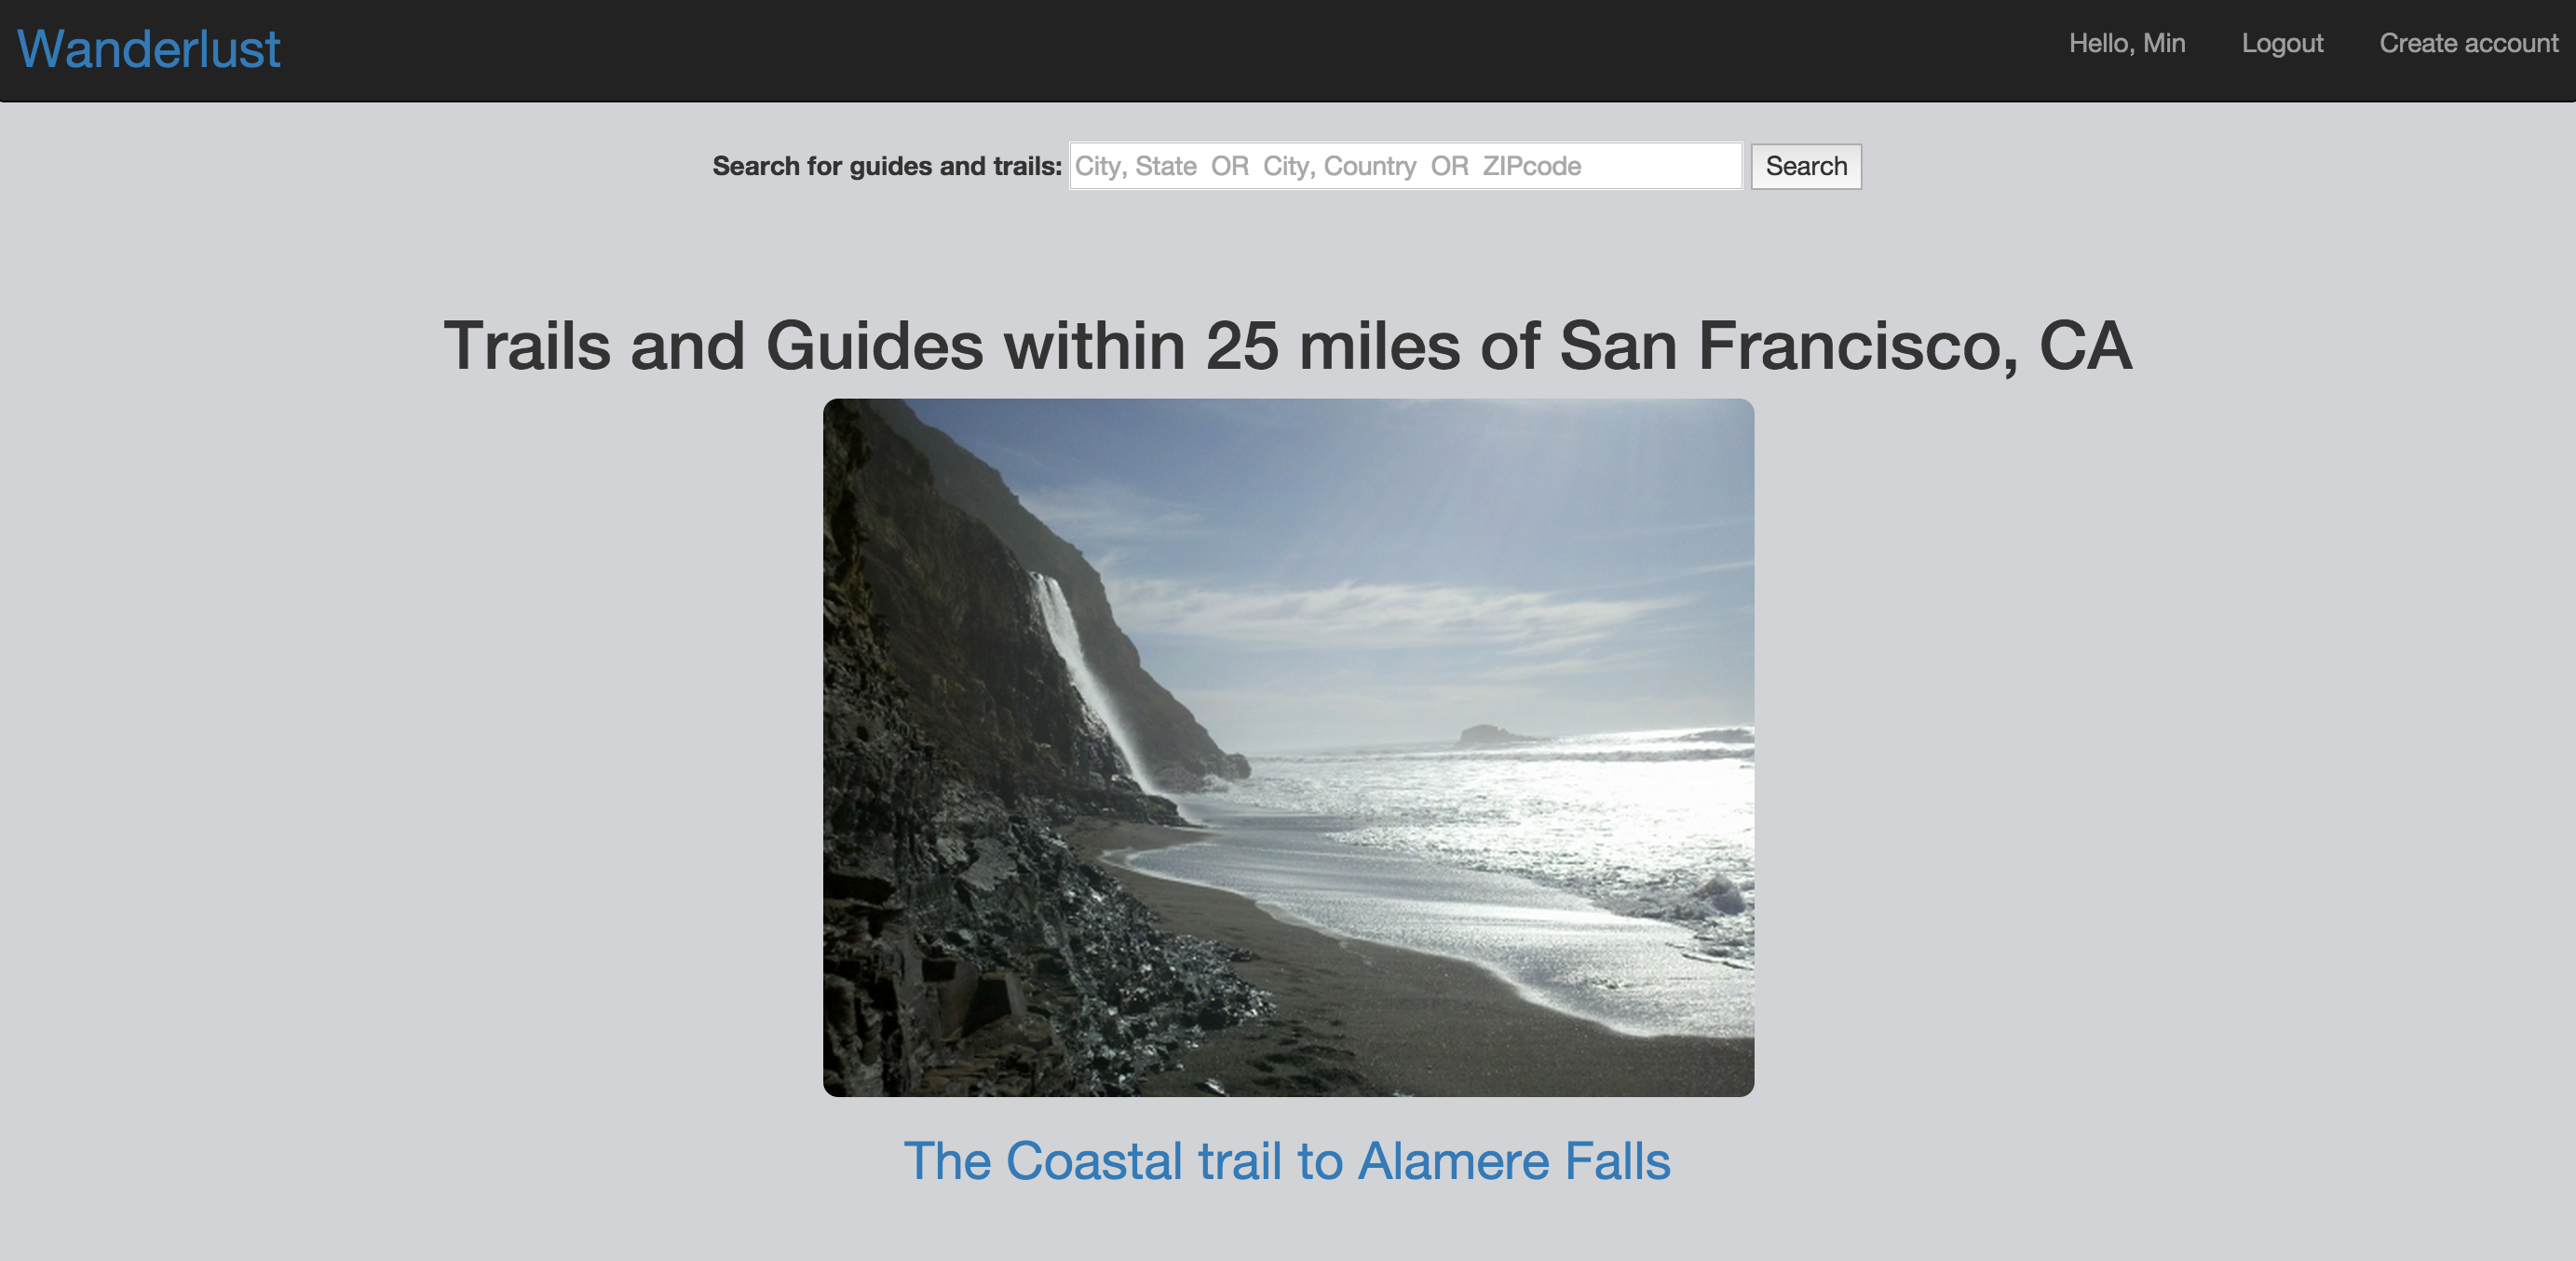 Wanderlust
Hello, Min Logout Create account
Search for guides and trails: City, State OR City, Country OR ZIPcode Search
Trails and Guides within 25 miles of San Francisco, CA
The Coastal trail to Alamere Falls